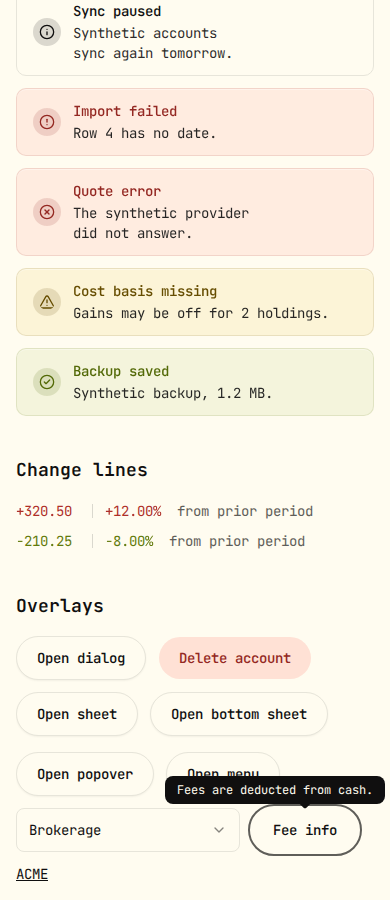 Sync paused
Synthetic accounts
sync again tomorrow.
Import failed
Row 4 has no date.
Quote error
The synthetic provider
did not answer.
Cost basis missing
Gains may be off for 2 holdings.
Backup saved
Synthetic backup, 1.2 MB.
Change lines
+320.50 +12.00% from prior period
-210.25 -8.00% from prior period
Overlays
Open dialog Delete account
Open sheet Open bottom sheet
Open popover Open menu
Fees are deducted from cash.
Brokerage Fee info
ACME